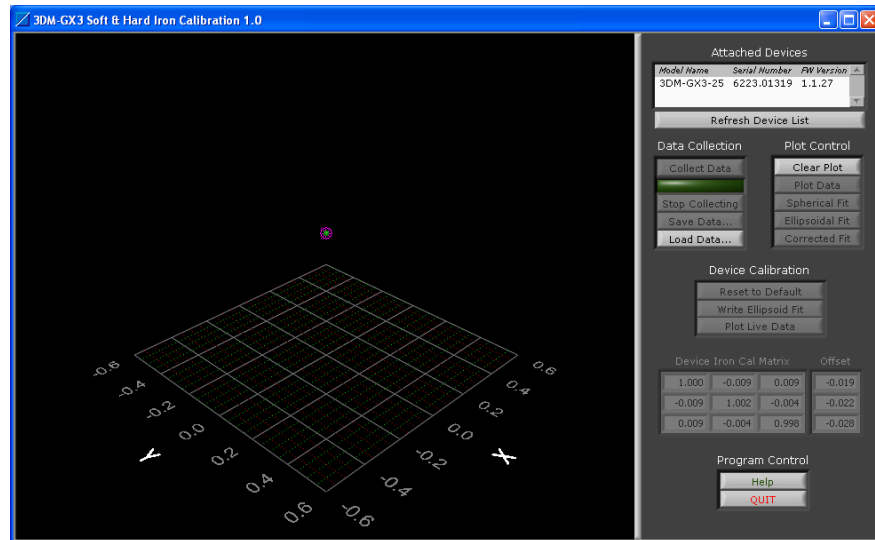 3DM-GX3 Soft & Hard Iron Calibration 1.0
Attached Devices
Model Name Serial Number FW Version
3DM-GX3-25 6223.01319 1.1.27
Refresh Device List
Data Collection Plot Control
Collect Data Clear Plot
Plot Data
Stop Collecting Spherical Fit
Save Data... Ellipsoidal Fit
Load Data... Corrected Fit
Device Calibration
Reset to Default
Write Ellipsoid Fit
Plot Live Data
Device Iron Cal Matrix Offset
1.000 -0.009 0.009 -0.019
-0.009 1.002 -0.004 -0.022
0.009 -0.004 0.998 -0.028
Program Control
Help
QUIT
-0.6 0.6
-0.4 0.4
-0.2 0.2
0.0 0.0
Y 0.2 -0.2 X
0.4 -0.4
0.6 -0.6